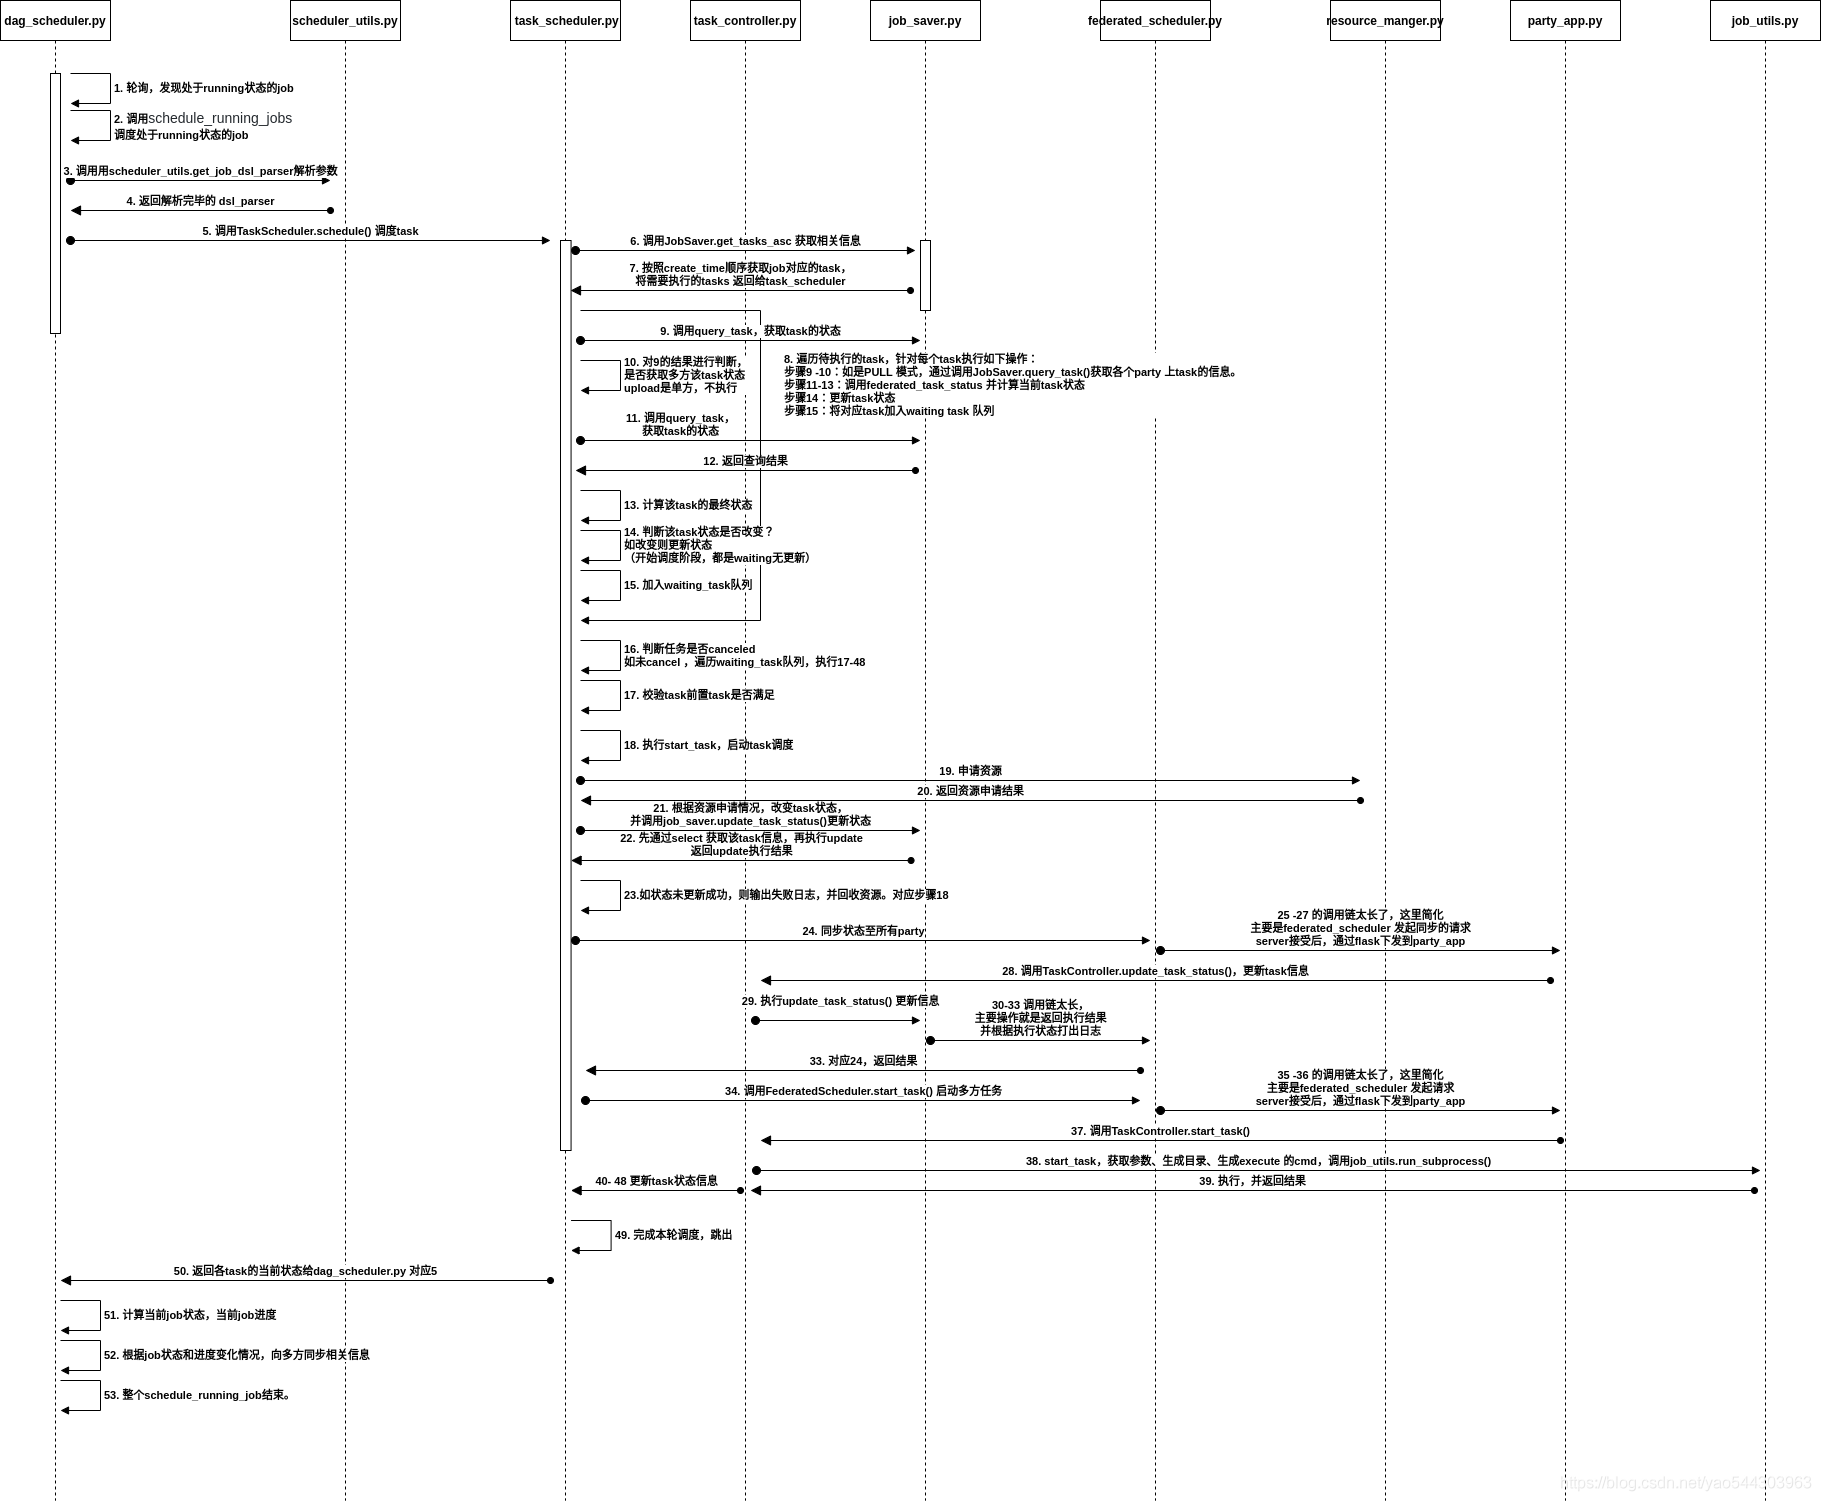 dag_scheduler.py
scheduler_utils.py
task_scheduler.py
task_controller.py
job_saver.py
federated_scheduler.py
resource_manger.py
party_app.py
job_utils.py
1. 轮询，发现处于running状态的job
2. 调用schedule_running_jobs
调度处于running状态的job
3. 调用用scheduler_utils.get_job_dsl_parser解析参数
4. 返回解析完毕的 dsl_parser
5. 调用TaskScheduler.schedule() 调度task
6. 调用JobSaver.get_tasks_asc 获取相关信息
7. 按照create_time顺序获取job对应的task，
将需要执行的tasks 返回给task_scheduler
8. 遍历待执行的task，针对每个task执行如下操作：
步骤9 -10：如是PULL 模式，通过调用JobSaver.query_task()获取各个party 上task的信息。
步骤11-13：调用federated_task_status 并计算当前task状态
步骤14：更新task状态
步骤15：将对应task加入waiting task 队列
9. 调用query_task，获取task的状态
10. 对9的结果进行判断，
是否获取多方该task状态
upload是单方，不执行
11. 调用query_task，
获取task的状态
12. 返回查询结果
13. 计算该task的最终状态
14. 判断该task状态是否改变？
如改变则更新状态
（开始调度阶段，都是waiting无更新）
15. 加入waiting_task队列
16. 判断任务是否canceled
如未cancel ，遍历waiting_task队列，执行17-48
17. 校验task前置task是否满足
18. 执行start_task，启动task调度
19. 申请资源
20. 返回资源申请结果
21. 根据资源申请情况，改变task状态，
并调用job_saver.update_task_status()更新状态
22. 先通过select 获取该task信息，再执行update
返回update执行结果
23.如状态未更新成功，则输出失败日志，并回收资源。对应步骤18
24. 同步状态至所有party
25 -27 的调用链太长了，这里简化
主要是federated_scheduler 发起同步的请求
server接受后，通过flask下发到party_app
28. 调用TaskController.update_task_status()，更新task信息
29. 执行update_task_status() 更新信息
30-33 调用链太长，
主要操作就是返回执行结果
并根据执行状态打出日志
33. 对应24，返回结果
34. 调用FederatedScheduler.start_task() 启动多方任务
35 -36 的调用链太长了，这里简化
主要是federated_scheduler 发起请求
server接受后，通过flask下发到party_app
37. 调用TaskController.start_task()
38. start_task，获取参数、生成目录、生成execute 的cmd，调用job_utils.run_subprocess()
39. 执行，并返回结果
40- 48 更新task状态信息
49. 完成本轮调度，跳出
50. 返回各task的当前状态给dag_scheduler.py 对应5
51. 计算当前job状态，当前job进度
52. 根据job状态和进度变化情况，向多方同步相关信息
53. 整个schedule_running_job结束。
https://blog.csdn.net/yao544303963